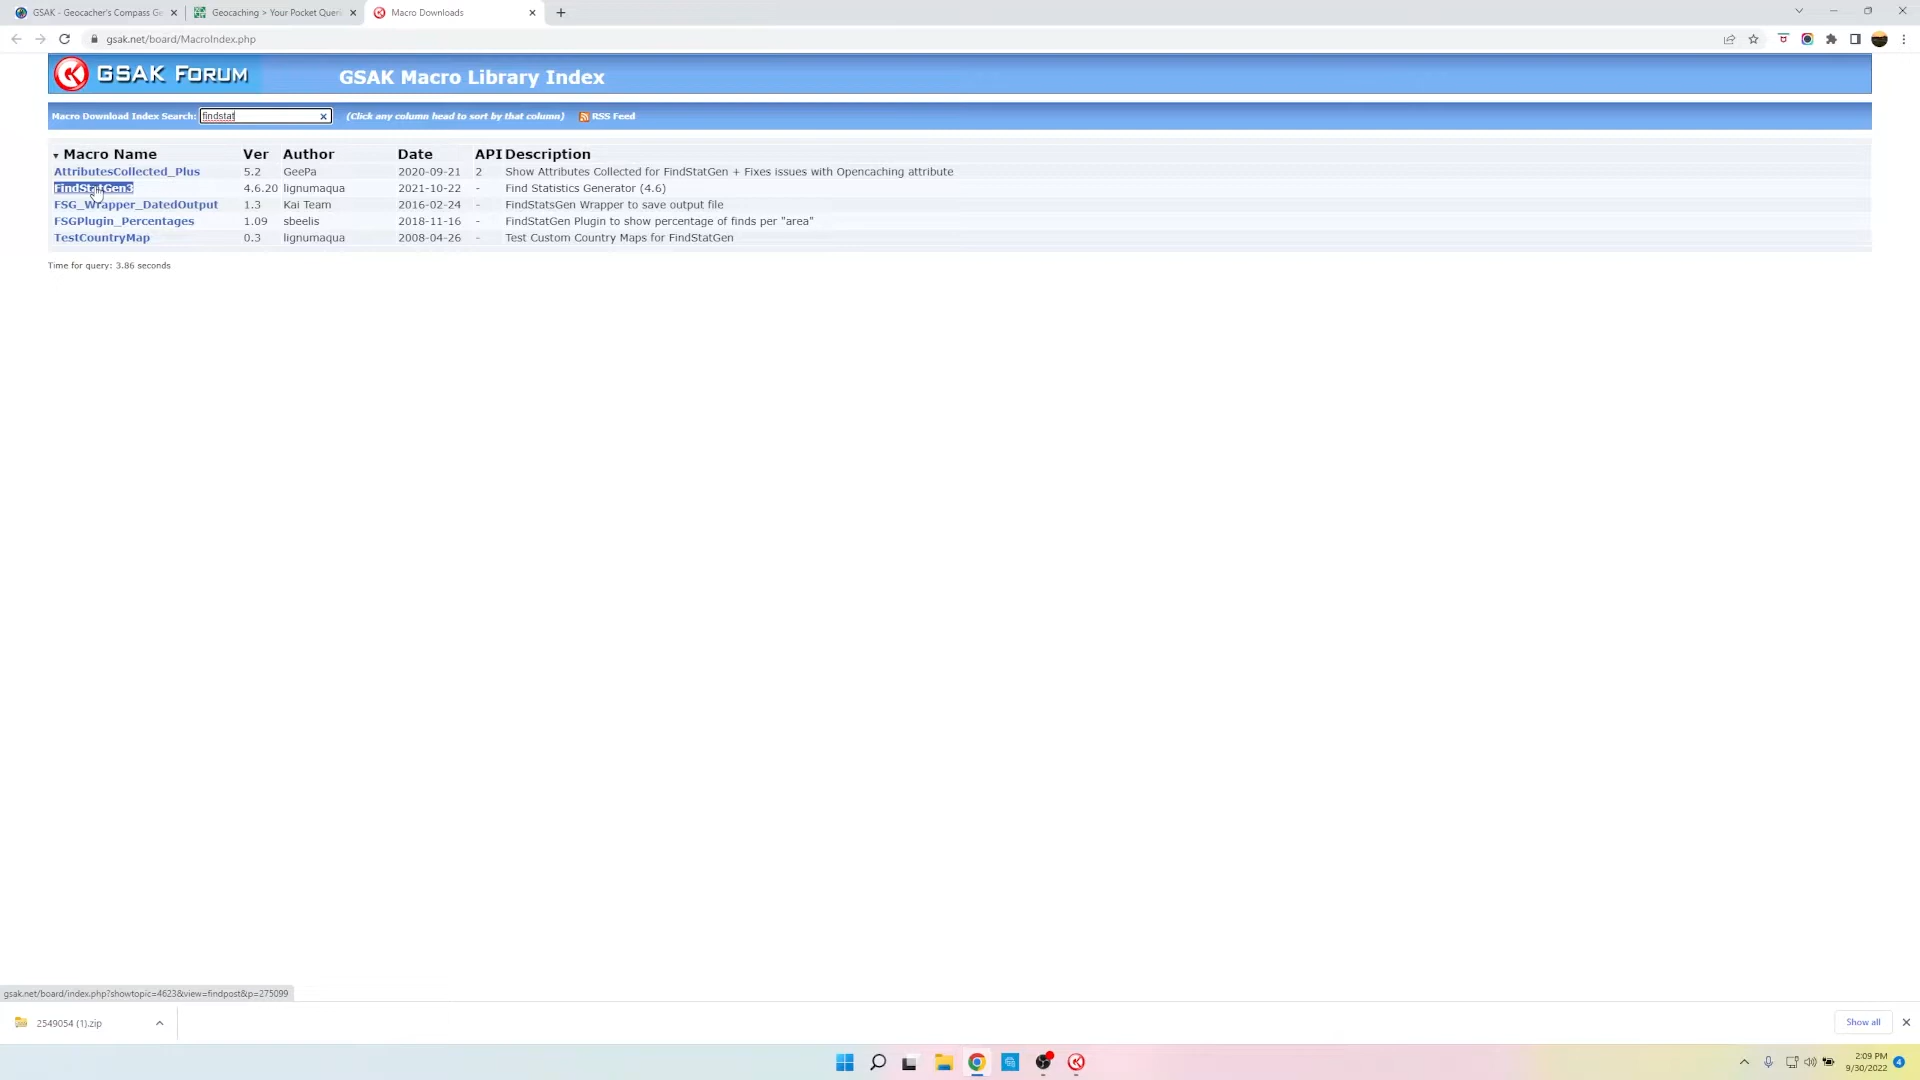 GSAK - Geocacher's Compass Ge
Geocaching > Your Pocket Queri
Macro Downloads
gsak.net/board/MacroIndex.php
GSAK FORUM
GSAK Macro Library Index
Macro Download Index Search: findstat (Click any column head to sort by that column) RSS Feed
Macro Name Ver Author Date API Description
AttributesCollected_Plus 5.2 GeePa 2020-09-21 2 Show Attributes Collected for FindStatGen + Fixes issues with Opencaching attribute
FindStatGen3 4.6.20 lignumaqua 2021-10-22 - Find Statistics Generator (4.6)
FSG_Wrapper_DatedOutput 1.3 Kai Team 2016-02-24 - FindStatsGen Wrapper to save output file
FSGPlugin_Percentages 1.09 sbeelis 2018-11-16 - FindStatGen Plugin to show percentage of finds per "area"
TestCountryMap 0.3 lignumaqua 2008-04-26 - Test Custom Country Maps for FindStatGen
Time for query: 3.86 seconds
gsak.net/board/index.php?showtopic=4623&view=findpost&p=275099
2549054 (1).zip
Show all
2:09 PM
9/30/2022
4